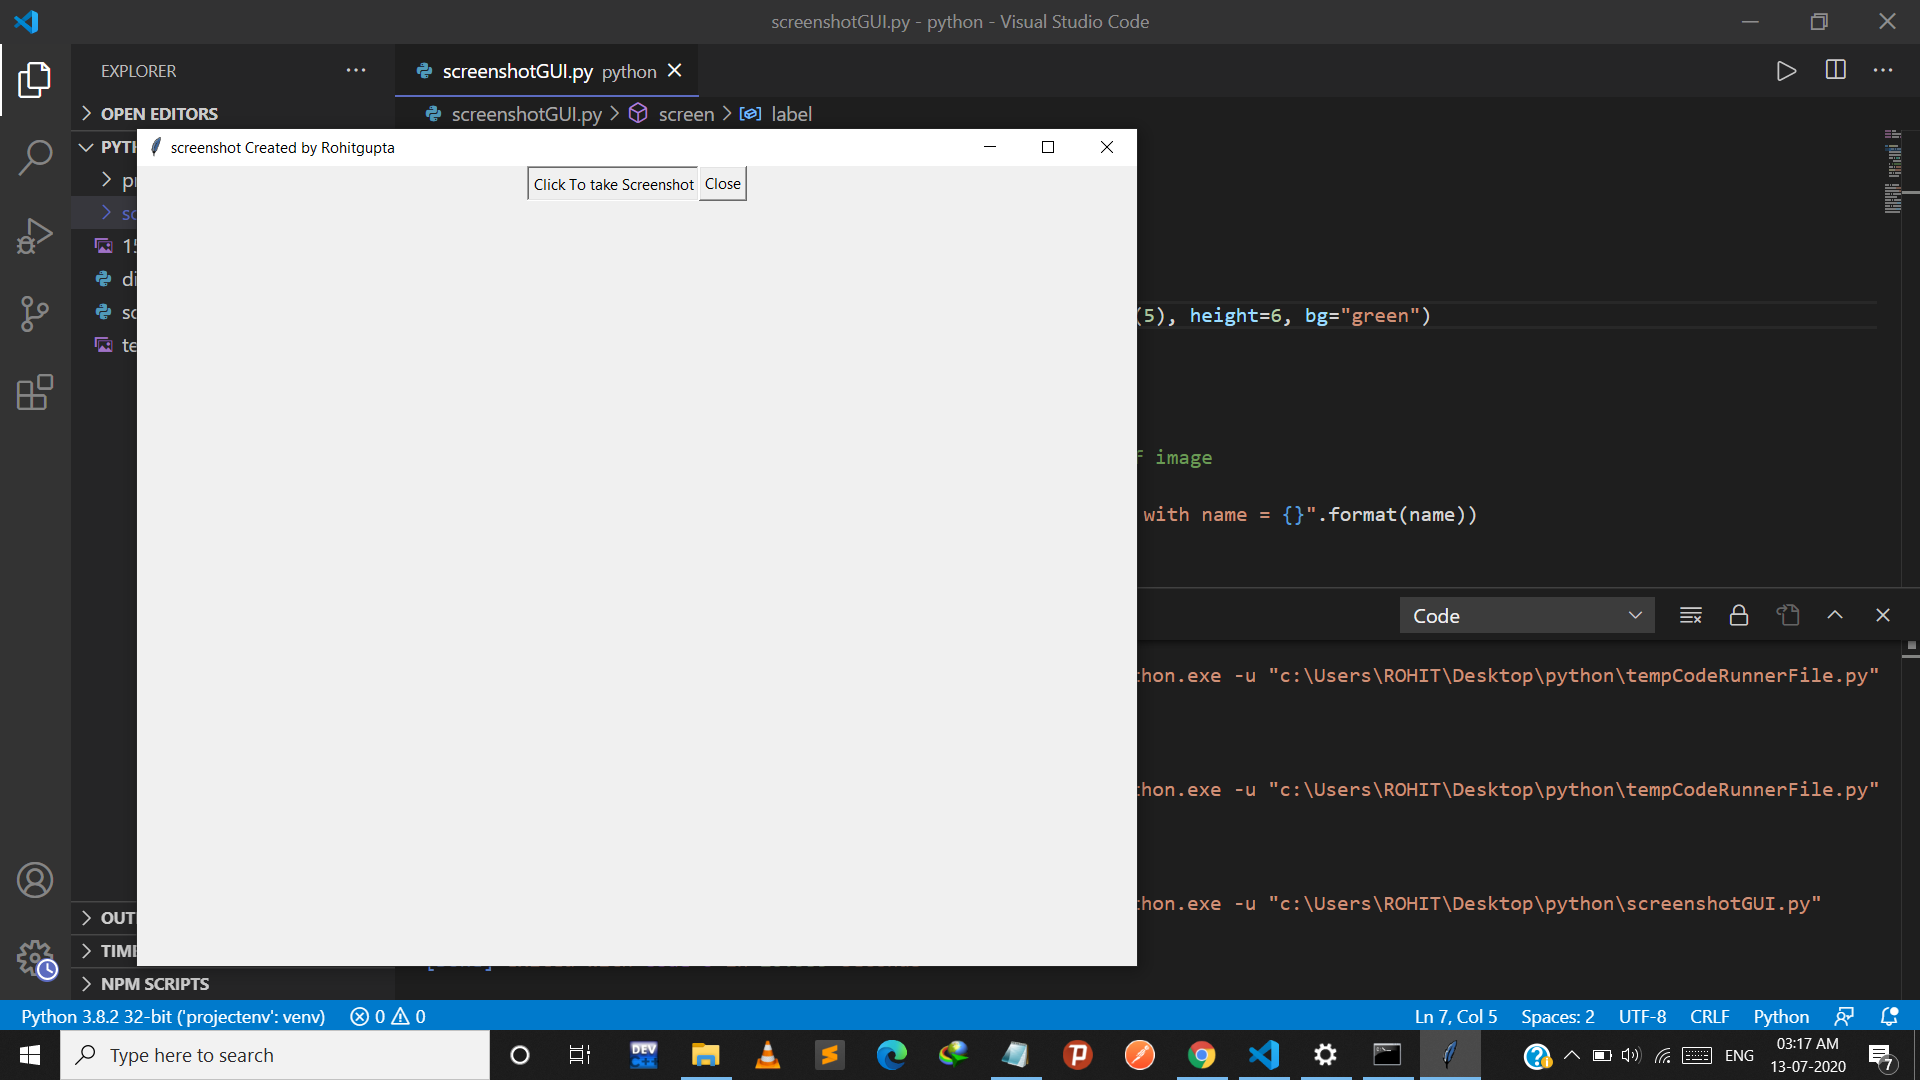 screenshotGUI.py - python - Visual Studio Code
EXPLORER
screenshotGUI.py python
OPEN EDITORS
screenshotGUI.py > screen > label
PYTH
screenshot Created by Rohitgupta
Click To take Screenshot
Close
pr
sc
15
di
sc
te
(5), height=6, bg="green")
image
with name = {}".format(name))
Code
thon.exe -u "c:\Users\ROHIT\Desktop\python\tempCodeRunnerFile.py"
thon.exe -u "c:\Users\ROHIT\Desktop\python\tempCodeRunnerFile.py"
thon.exe -u "c:\Users\ROHIT\Desktop\python\screenshotGUI.py"
OUT
TIME
NPM SCRIPTS
Python 3.8.2 32-bit ('projectenv': venv) 0 0
Ln 7, Col 5 Spaces: 2 UTF-8 CRLF Python
Type here to search
DEV C++
ENG
03:17 AM
13-07-2020
7